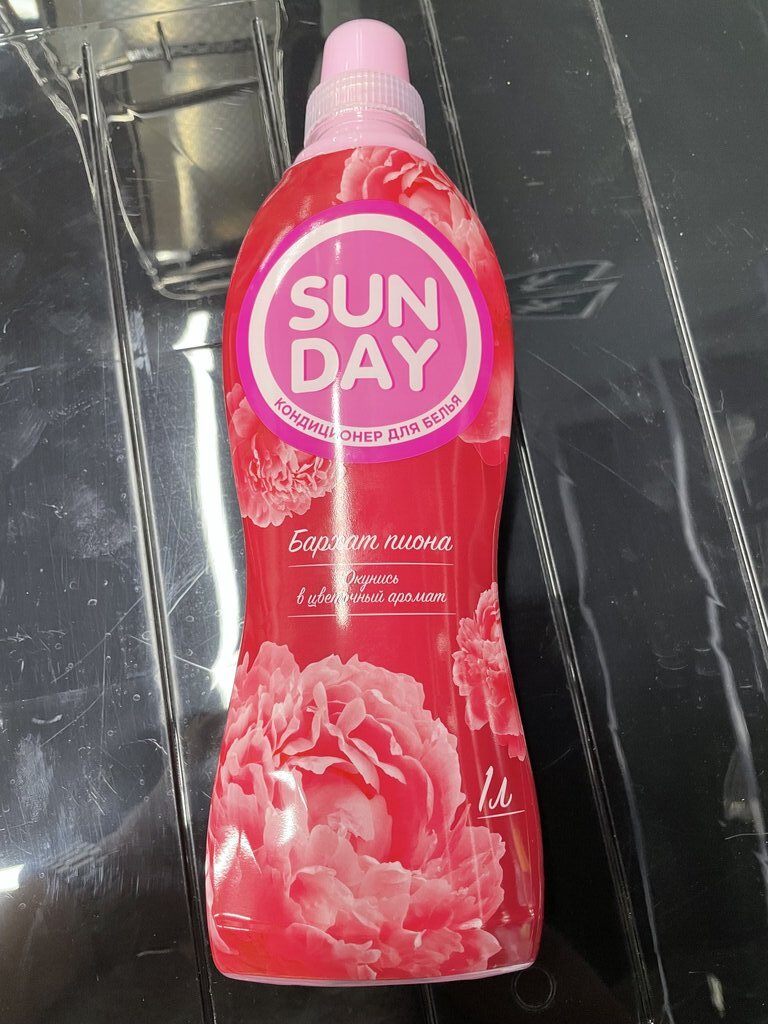 SUN
DAY
КОНДИЦИОНЕР ДЛЯ БЕЛЬЯ
Бархат пиона
Окунись
в цветочный аромат
1л